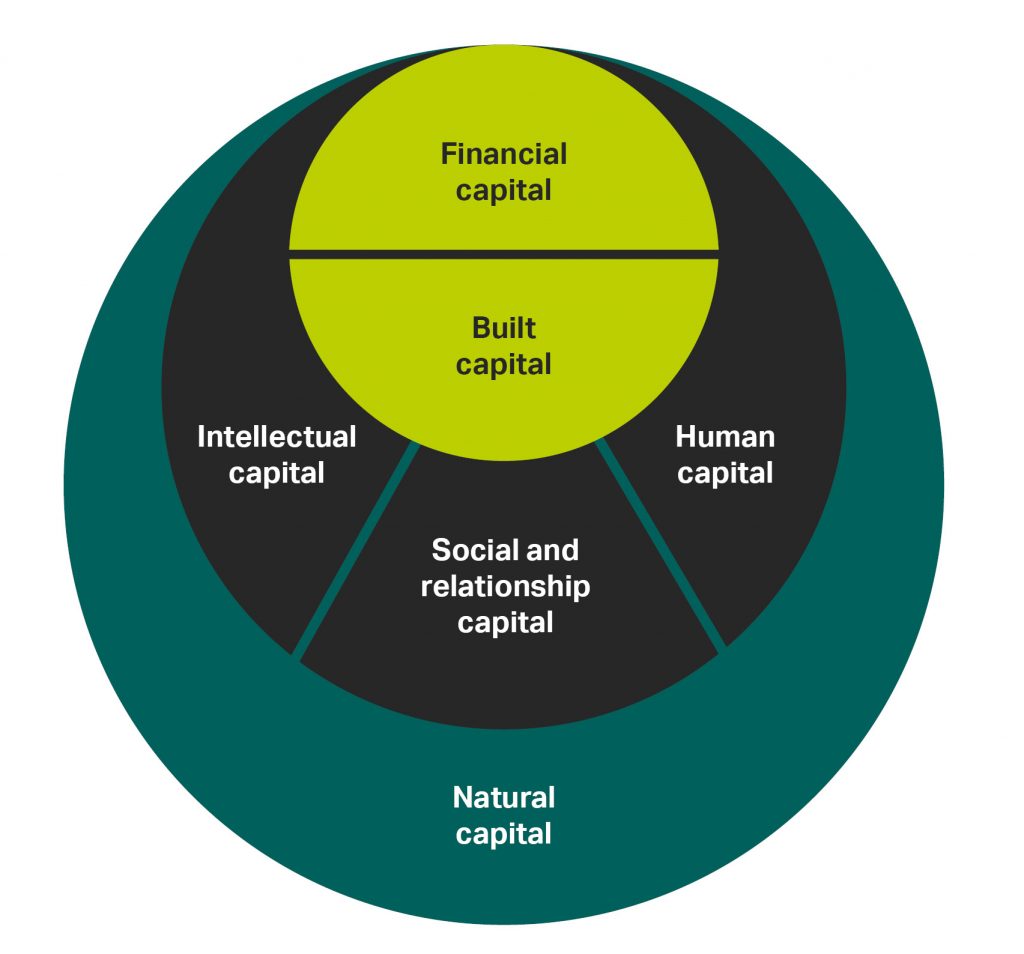 Financial
capital
Built
capital
Intellectual
capital
Human
capital
Social and
relationship
capital
Natural
capital